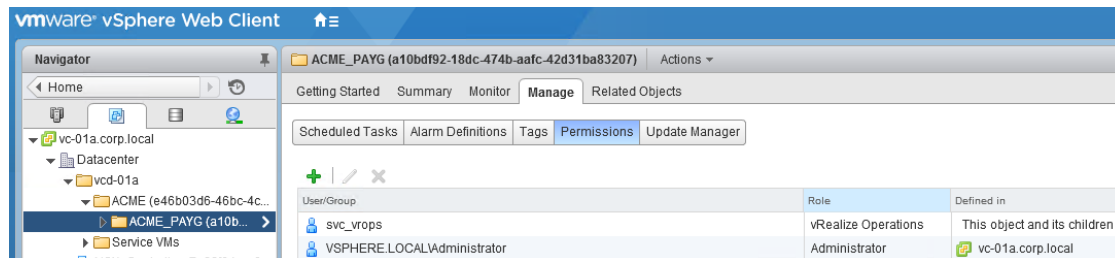 vmware® vSphere Web Client
Navigator
Home
vc-01a.corp.local
Datacenter
vcd-01a
ACME (e46b03d6-46bc-4c...
ACME_PAYG (a10b...
Service VMs
ACME_PAYG (a10bdf92-18dc-474b-aafc-42d31ba83207) Actions
Getting Started Summary Monitor Manage Related Objects
Scheduled Tasks Alarm Definitions Tags Permissions Update Manager
User/Group Role Defined in
svc_vrops vRealize Operations This object and its children
VSPHERE.LOCAL\Administrator Administrator vc-01a.corp.local